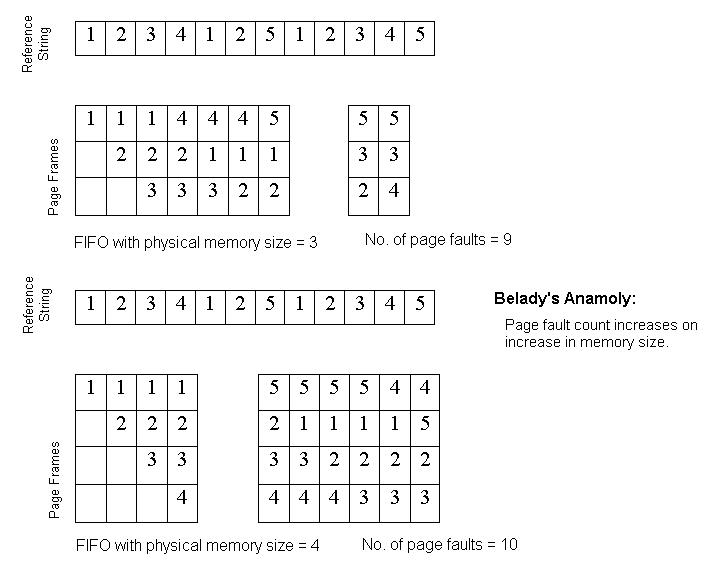 Reference
String
1 2 3 4 1 2 5 1 2 3 4 5
Page Frames
1 1 1 4 4 4 5 5 5
2 2 2 1 1 1 3 3
3 3 3 2 2 2 4
FIFO with physical memory size = 3
No. of page faults = 9
Reference
String
1 2 3 4 1 2 5 1 2 3 4 5
Belady's Anamoly:
Page fault count increases on
increase in memory size.
Page Frames
1 1 1 1 5 5 5 5 4 4
2 2 2 2 1 1 1 1 5
3 3 3 3 2 2 2 2
4 4 4 4 3 3 3
FIFO with physical memory size = 4
No. of page faults = 10